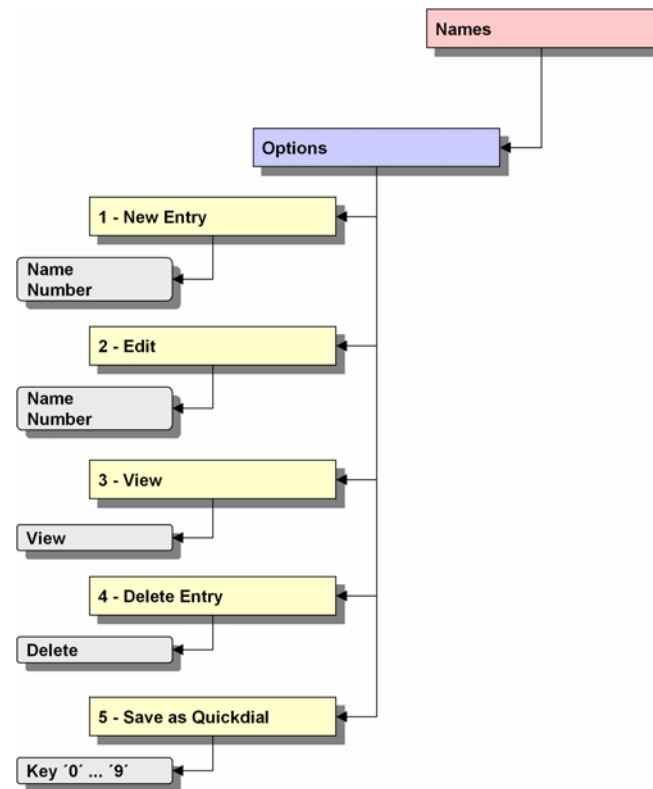 Names
Options
1 - New Entry
Name
Number
2 - Edit
Name
Number
3 - View
View
4 - Delete Entry
Delete
5 - Save as Quickdial
Key ´0´ ... ´9´